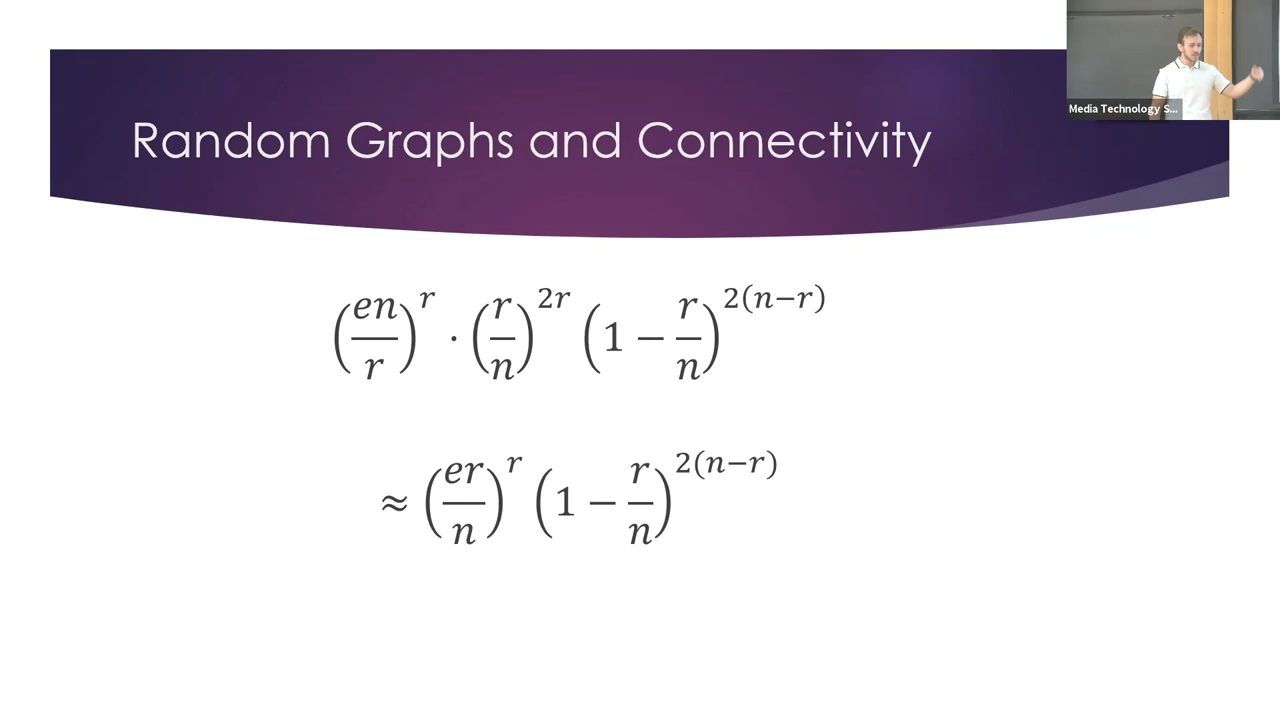 Media Technology S...
Random Graphs and Connectivity
(en/r)^r · (r/n)^{2r} (1 − r/n)^{2(n−r)}
≈ (er/n)^r (1 − r/n)^{2(n−r)}